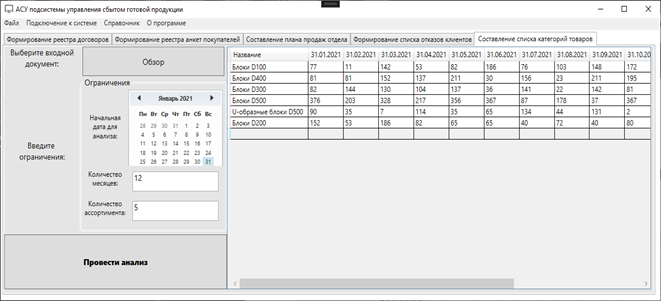 АСУ подсистемы управления сбытом готовой продукции
Файл Подключение к системе Справочник О программе
Формирование реестра договоров Формирование реестра анкет покупателей Составление плана продаж отдела Формирование списка отказов клиентов Составление списка категорий товаров
Выберите входной документ:
Обзор
Введите ограничения:
Ограничения
Начальная дата для анализа:
Январь 2021
Пн Вт Ср Чт Пт Сб Вс
28 29 30 31 1 2 3
4 5 6 7 8 9 10
11 12 13 14 15 16 17
18 19 20 21 22 23 24
25 26 27 28 29 30 31
Количество месяцев:
12
Количество ассортимента:
5
Провести анализ
Название 31.01.2021 28.02.2021 31.03.2021 30.04.2021 31.05.2021 30.06.2021 31.07.2021 31.08.2021 31.09.2021 31.10.20
Блоки D100 77 11 142 53 82 186 76 103 148 172
Блоки D400 81 81 152 137 211 30 156 23 211 195
Блоки D300 82 144 130 104 137 36 141 22 142 81
Блоки D500 376 203 328 217 356 367 87 178 37 367
U-образные блоки D500 90 35 7 114 35 65 134 44 131 2
Блоки D200 152 53 186 82 65 65 40 72 40 80